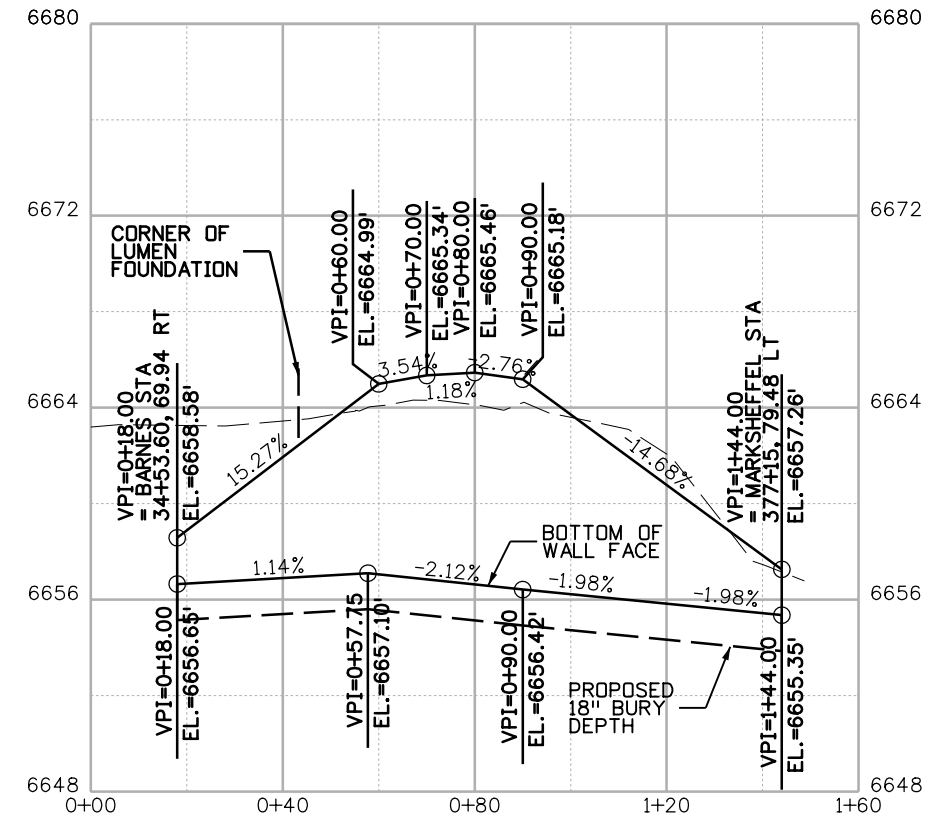 6680
6680
6672
6672
CORNER OF
LUMEN
FOUNDATION
VPI=0+60.00
EL.=6664.99'
VPI=0+70.00
EL.=6665.34'
VPI=0+80.00
EL.=6665.46'
VPI=0+90.00
EL.=6665.18'
VPI=0+18.00
= BARNES STA
34+53.60, 69.94 RT
EL.=6658.58'
VPI=1+44.00
= MARKSHEFFEL STA
377+15, 79.48 LT
EL.=6657.26'
6664
6664
3.54%
-2.76%
1.18%
15.27%
-14.68%
BOTTOM OF
WALL FACE
1.14%
-2.12%
-1.98%
-1.98%
6656
6656
VPI=0+18.00
EL.=6656.65'
VPI=0+57.75
EL.=6657.10'
VPI=0+90.00
EL.=6656.42'
PROPOSED
18" BURY
DEPTH
VPI=1+44.00
EL.=6655.35'
6648
6648
0+00
0+40
0+80
1+20
1+60